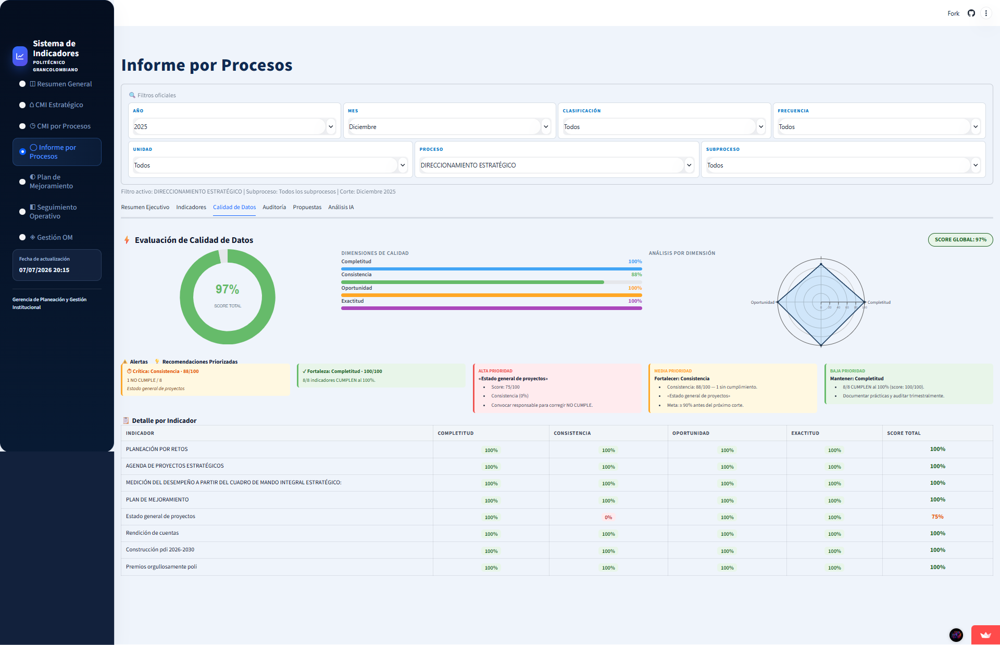 Fork
Sistema de
Indicadores
POLITÉCNICO
GRANCOLOMBIANO
Resumen General
CMI Estratégico
CMI por Procesos
Informe por
Procesos
Plan de
Mejoramiento
Seguimiento
Operativo
Gestión OM
Fecha de actualización
07/07/2026 20:15
Gerencia de Planeación y Gestión
Institucional
Informe por Procesos
Filtros oficiales
AÑO
2025
MES
Diciembre
CLASIFICACIÓN
Todos
FRECUENCIA
Todos
UNIDAD
Todos
PROCESO
DIRECCIONAMIENTO ESTRATÉGICO
SUBPROCESO
Todos
Filtro activo: DIRECCIONAMIENTO ESTRATÉGICO | Subproceso: Todos los subprocesos | Corte: Diciembre 2025
Resumen Ejecutivo Indicadores Calidad de Datos Auditoría Propuestas Análisis IA
Evaluación de Calidad de Datos
SCORE GLOBAL: 97%
97%
SCORE TOTAL
DIMENSIONES DE CALIDAD
Completitud 100%
Consistencia 88%
Oportunidad 100%
Exactitud 100%
ANÁLISIS POR DIMENSIÓN
Oportunidad
Completitud
0 20 40 60 80 100
Alertas Recomendaciones Priorizadas
Crítica: Consistencia · 88/100
1 NO CUMPLE / 8
Estado general de proyectos
✓ Fortaleza: Completitud · 100/100
8/8 indicadores CUMPLEN al 100%.
ALTA PRIORIDAD
«Estado general de proyectos»
• Score: 75/100
• Consistencia (0%)
• Convocar responsable para corregir NO CUMPLE.
MEDIA PRIORIDAD
Fortalecer: Consistencia
• Consistencia: 88/100 — 1 sin cumplimiento.
• «Estado general de proyectos»
• Meta: ≥ 90% antes del próximo corte.
BAJA PRIORIDAD
Mantener: Completitud
• 8/8 CUMPLEN al 100% (score: 100/100).
• Documentar prácticas y auditar trimestralmente.
Detalle por Indicador
INDICADOR COMPLETITUD CONSISTENCIA OPORTUNIDAD EXACTITUD SCORE TOTAL
PLANEACIÓN POR RETOS 100% 100% 100% 100% 100%
AGENDA DE PROYECTOS ESTRATÉGICOS 100% 100% 100% 100% 100%
MEDICIÓN DEL DESEMPEÑO A PARTIR DEL CUADRO DE MANDO INTEGRAL ESTRATÉGICO: 100% 100% 100% 100% 100%
PLAN DE MEJORAMIENTO 100% 100% 100% 100% 100%
Estado general de proyectos 100% 0% 100% 100% 75%
Rendición de cuentas 100% 100% 100% 100% 100%
Construcción pdi 2026-2030 100% 100% 100% 100% 100%
Premios orgullosamente poli 100% 100% 100% 100% 100%